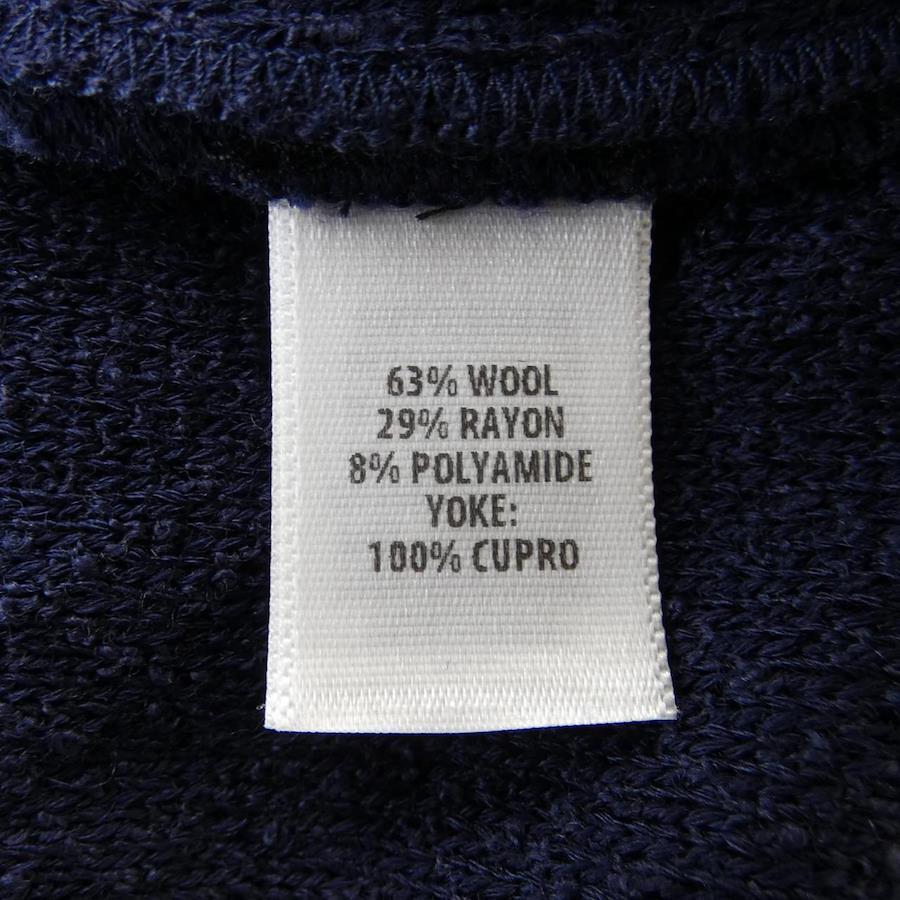 63% WOOL
29% RAYON
8% POLYAMIDE
YOKE:
100% CUPRO